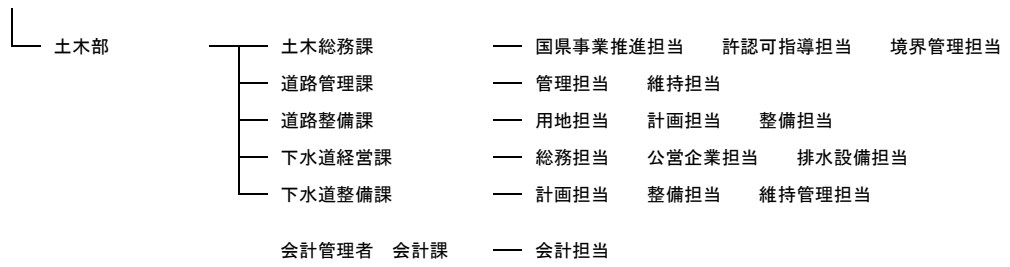 土木部 土木総務課 国県事業推進担当 許認可指導担当 境界管理担当
道路管理課 管理担当 維持担当
道路整備課 用地担当 計画担当 整備担当
下水道経営課 総務担当 公営企業担当 排水設備担当
下水道整備課 計画担当 整備担当 維持管理担当
会計管理者 会計課 会計担当